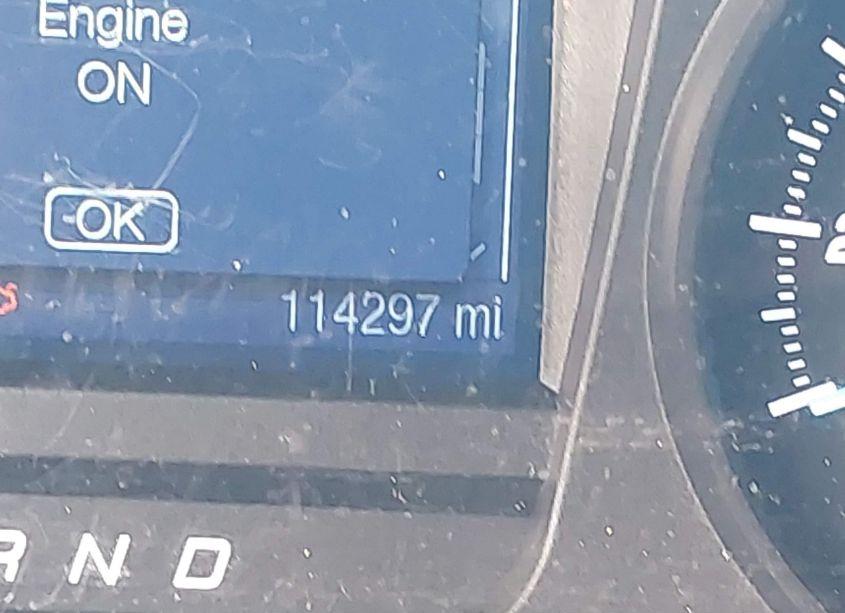 Engine
ON
OK
114297 mi
R N D